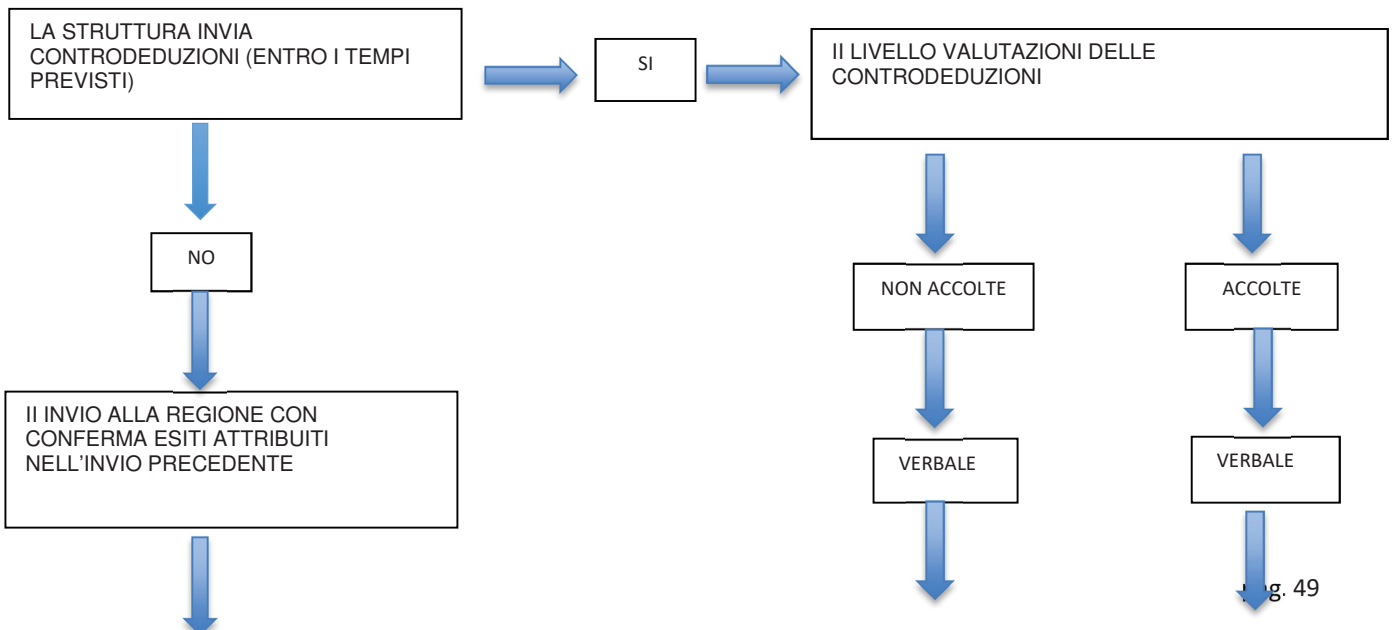 LA STRUTTURA INVIA
CONTRODEDUZIONI (ENTRO I TEMPI
PREVISTI)
SI
II LIVELLO VALUTAZIONI DELLE
CONTRODEDUZIONI
NO
NON ACCOLTE
ACCOLTE
II INVIO ALLA REGIONE CON
CONFERMA ESITI ATTRIBUITI
NELL'INVIO PRECEDENTE
VERBALE
VERBALE
pag. 49